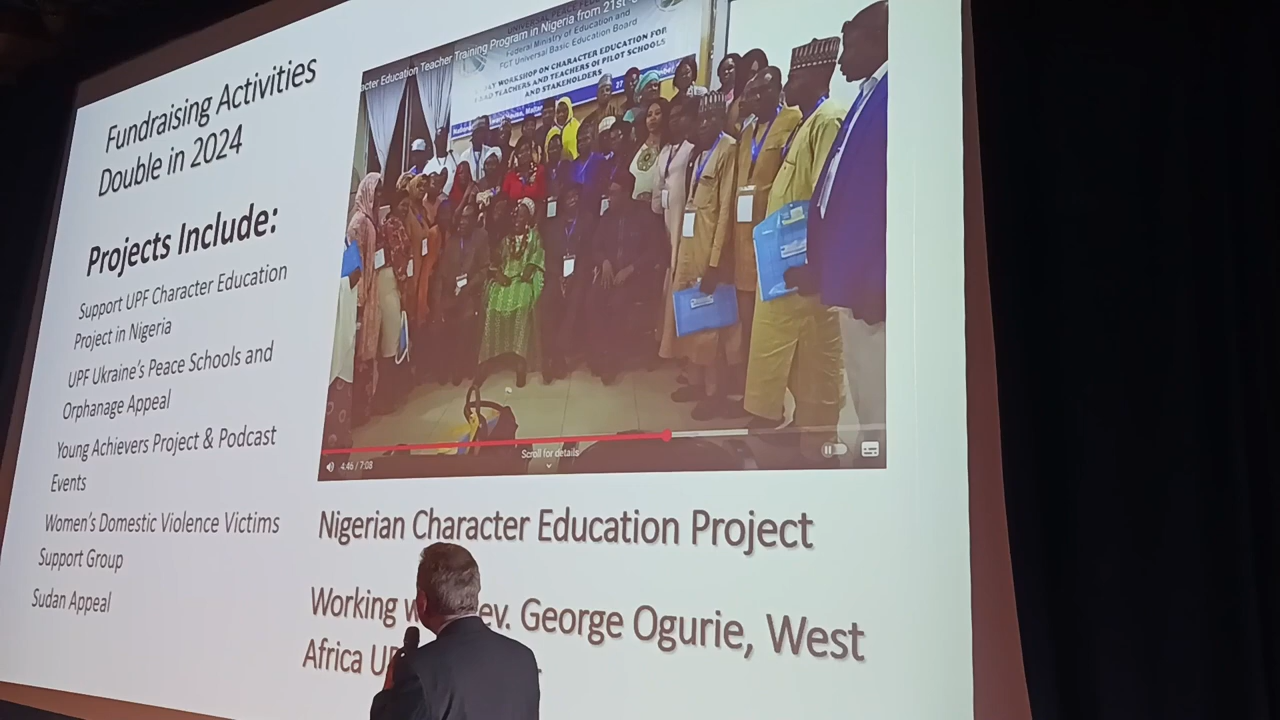 Fundraising Activities
Double in 2024
Projects Include:
Support UPF Character Education
Project in Nigeria
UPF Ukraine's Peace Schools and
Orphanage Appeal
Young Achievers Project & Podcast
Events
Women's Domestic Violence Victims
Support Group
Sudan Appeal
Education Teacher Training Program in Nigeria from 21st
UNIVERSAL PEACE
Federal Ministry of Education and
FGT Universal Basic Education Board
WORKSHOP ON CHARACTER EDUCATION FOR
TEACHERS AND TEACHERS OF PILOT SCHOOLS
AND STAKEHOLDERS
4:46 / 7:08
Scroll for details
Nigerian Character Education Project
Working George Ogurie, West
Africa